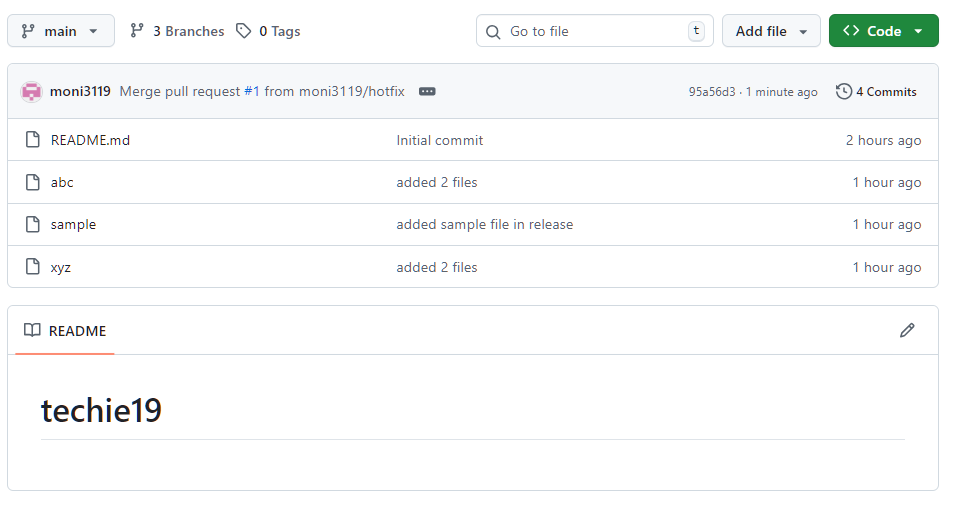 main 3 Branches 0 Tags Go to file t Add file Code
moni3119 Merge pull request #1 from moni3119/hotfix 95a56d3 · 1 minute ago 4 Commits
README.md Initial commit 2 hours ago
abc added 2 files 1 hour ago
sample added sample file in release 1 hour ago
xyz added 2 files 1 hour ago
README
techie19